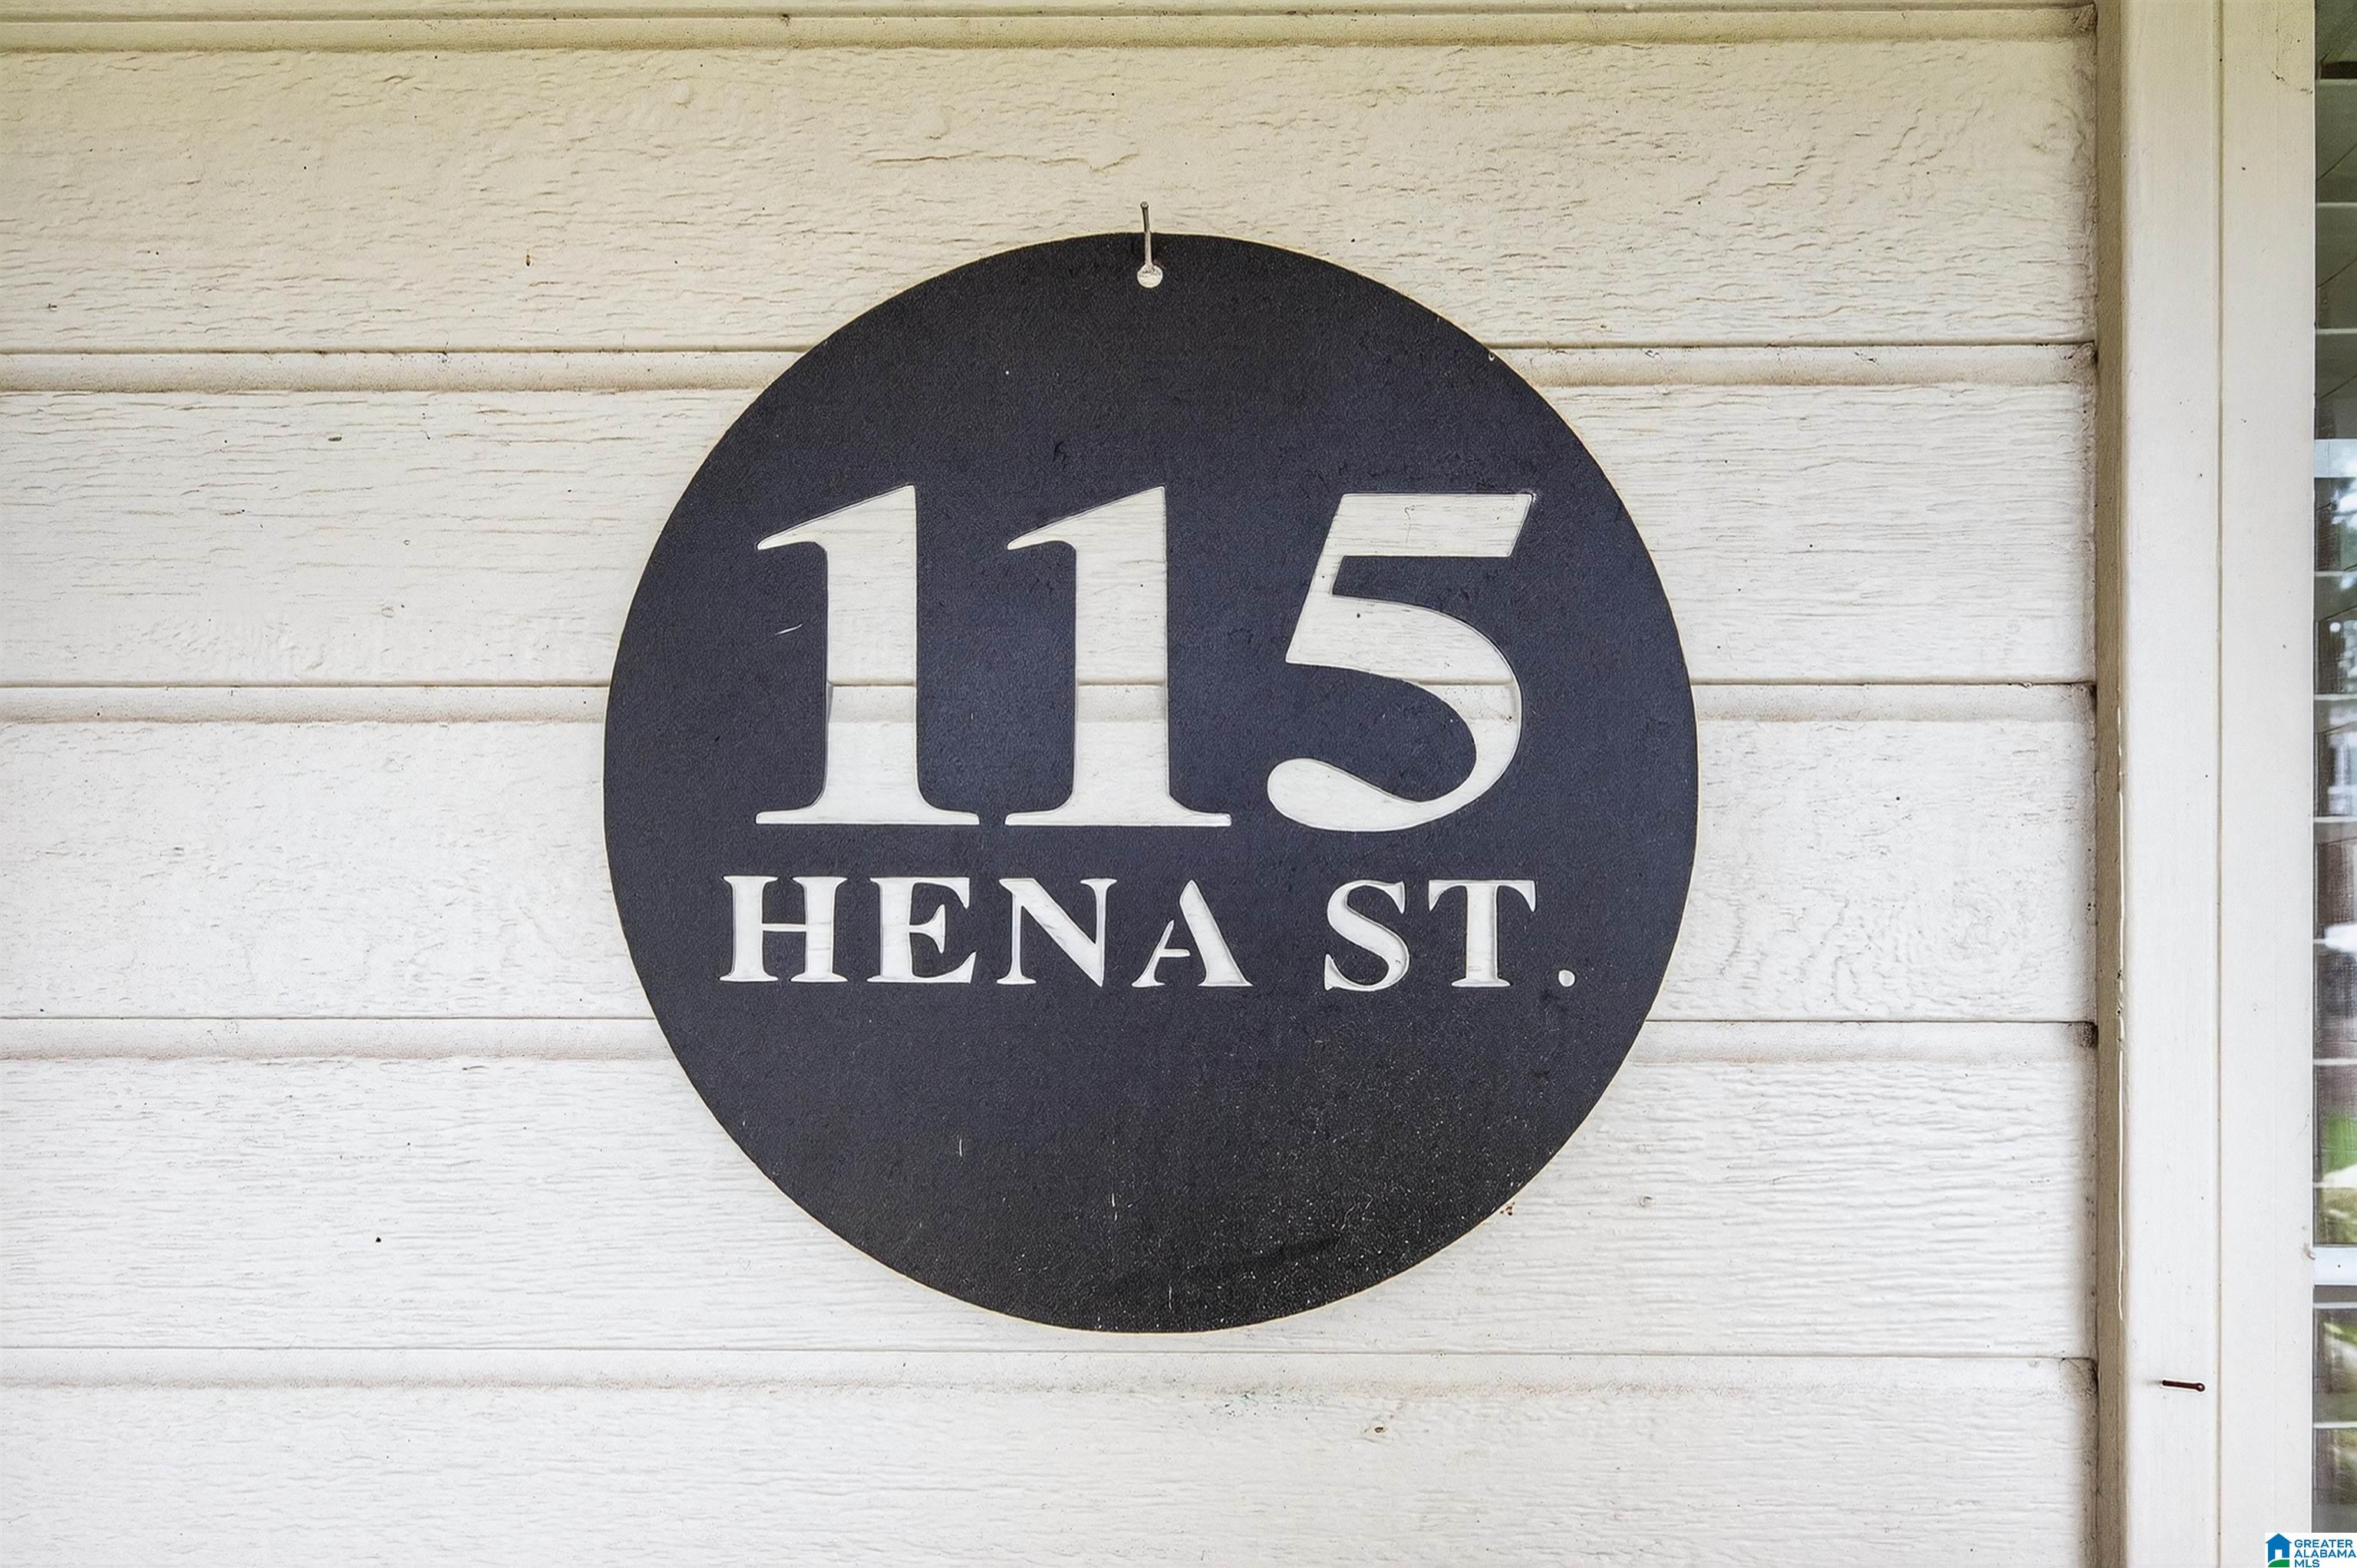 115
HENA ST.
GREATER
ALABAMA
MLS